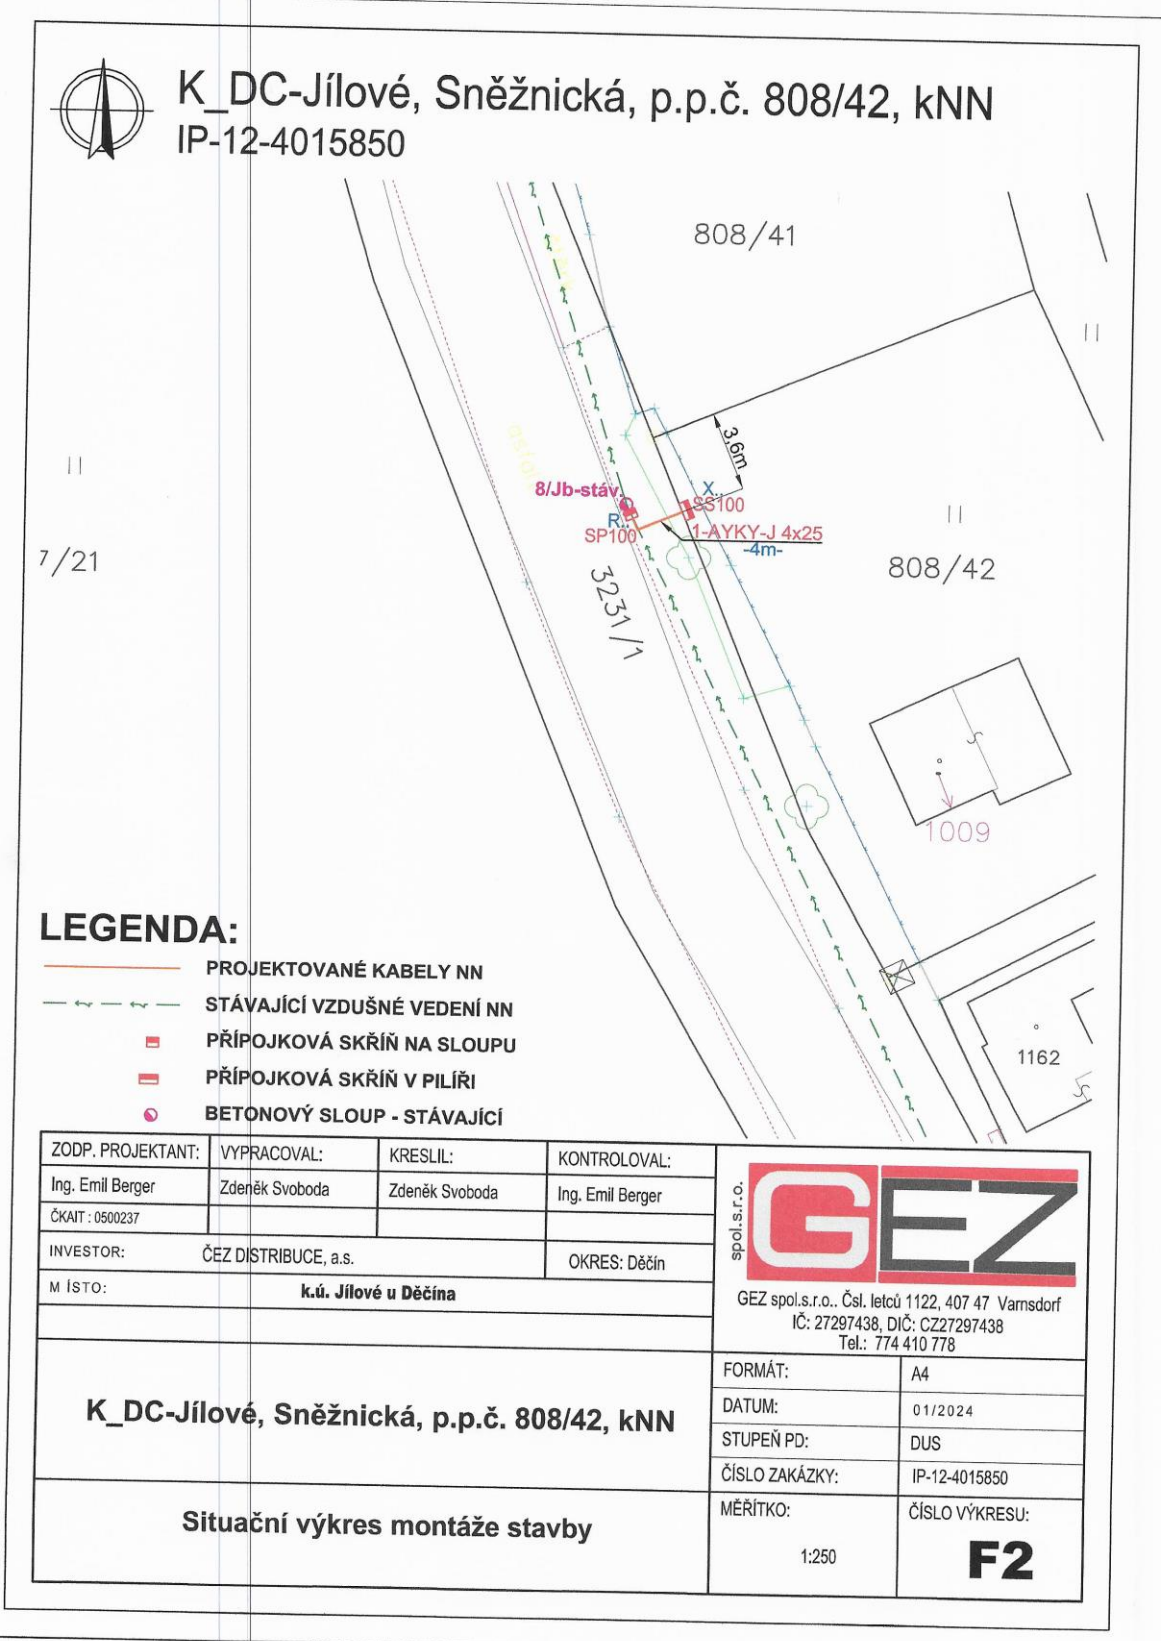 K_DC-Jílové, Sněžnická, p.p.č. 808/42, kNN
IP-12-4015850
808/41
3,6m
8/Jb-stáv.
X..
SS100
R..
SP100
1-AYKY-J 4x25
-4m-
7/21
808/42
3231/1
1009
1162
LEGENDA:
PROJEKTOVANÉ KABELY NN
STÁVAJÍCÍ VZDUŠNÉ VEDENÍ NN
PŘÍPOJKOVÁ SKŘÍŇ NA SLOUPU
PŘÍPOJKOVÁ SKŘÍŇ V PILÍŘI
BETONOVÝ SLOUP - STÁVAJÍCÍ
ZODP. PROJEKTANT: VYPRACOVAL: KRESLIL: KONTROLOVAL:
Ing. Emil Berger Zdeněk Svoboda Zdeněk Svoboda Ing. Emil Berger
ČKAIT : 0500237
INVESTOR: ČEZ DISTRIBUCE, a.s. OKRES: Děčín
MÍSTO: k.ú. Jílové u Děčína
spol.s.r.o.
GEZ
GEZ spol.s.r.o.. Čsl. letců 1122, 407 47 Varnsdorf
IČ: 27297438, DIČ: CZ27297438
Tel.: 774 410 778
K_DC-Jílové, Sněžnická, p.p.č. 808/42, kNN
Situační výkres montáže stavby
FORMÁT: A4
DATUM: 01/2024
STUPEŇ PD: DUS
ČÍSLO ZAKÁZKY: IP-12-4015850
MĚŘÍTKO: ČÍSLO VÝKRESU:
1:250 F2